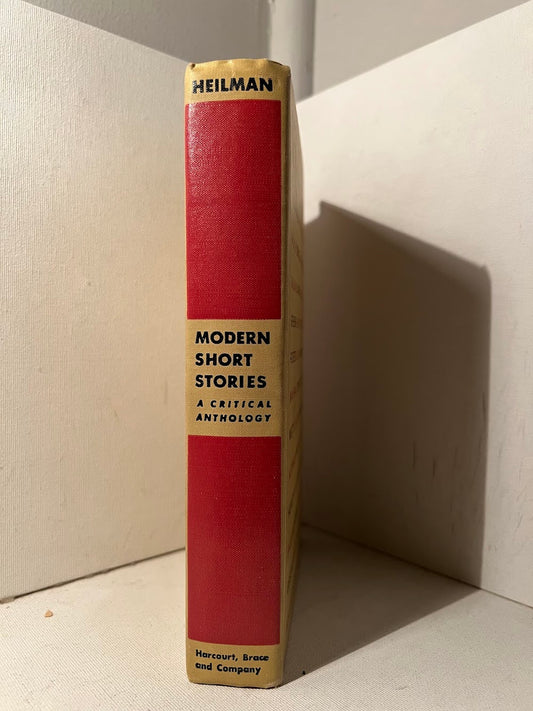 HEILMAN
MODERN
SHORT
STORIES
A CRITICAL
ANTHOLOGY
Harcourt, Brace
and Company